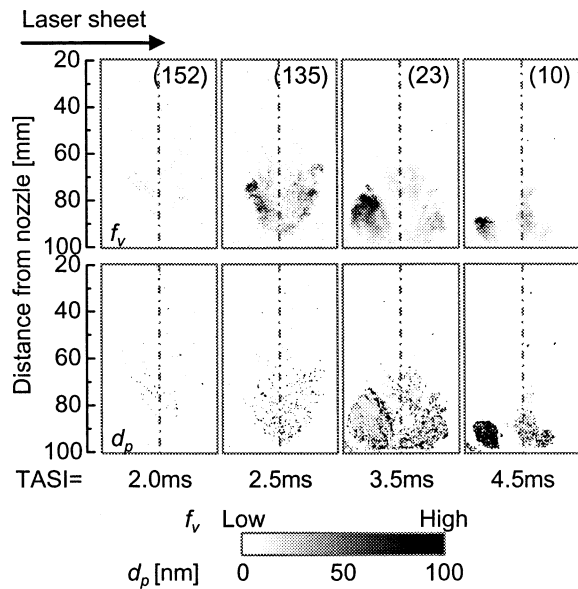 Laser sheet
(152) (135) (23) (10)
Distance from nozzle [mm]
20
40
60
80
100
f_v
20
40
60
80
100
d_p
TASI= 2.0ms 2.5ms 3.5ms 4.5ms
f_v Low High
d_p [nm] 0 50 100